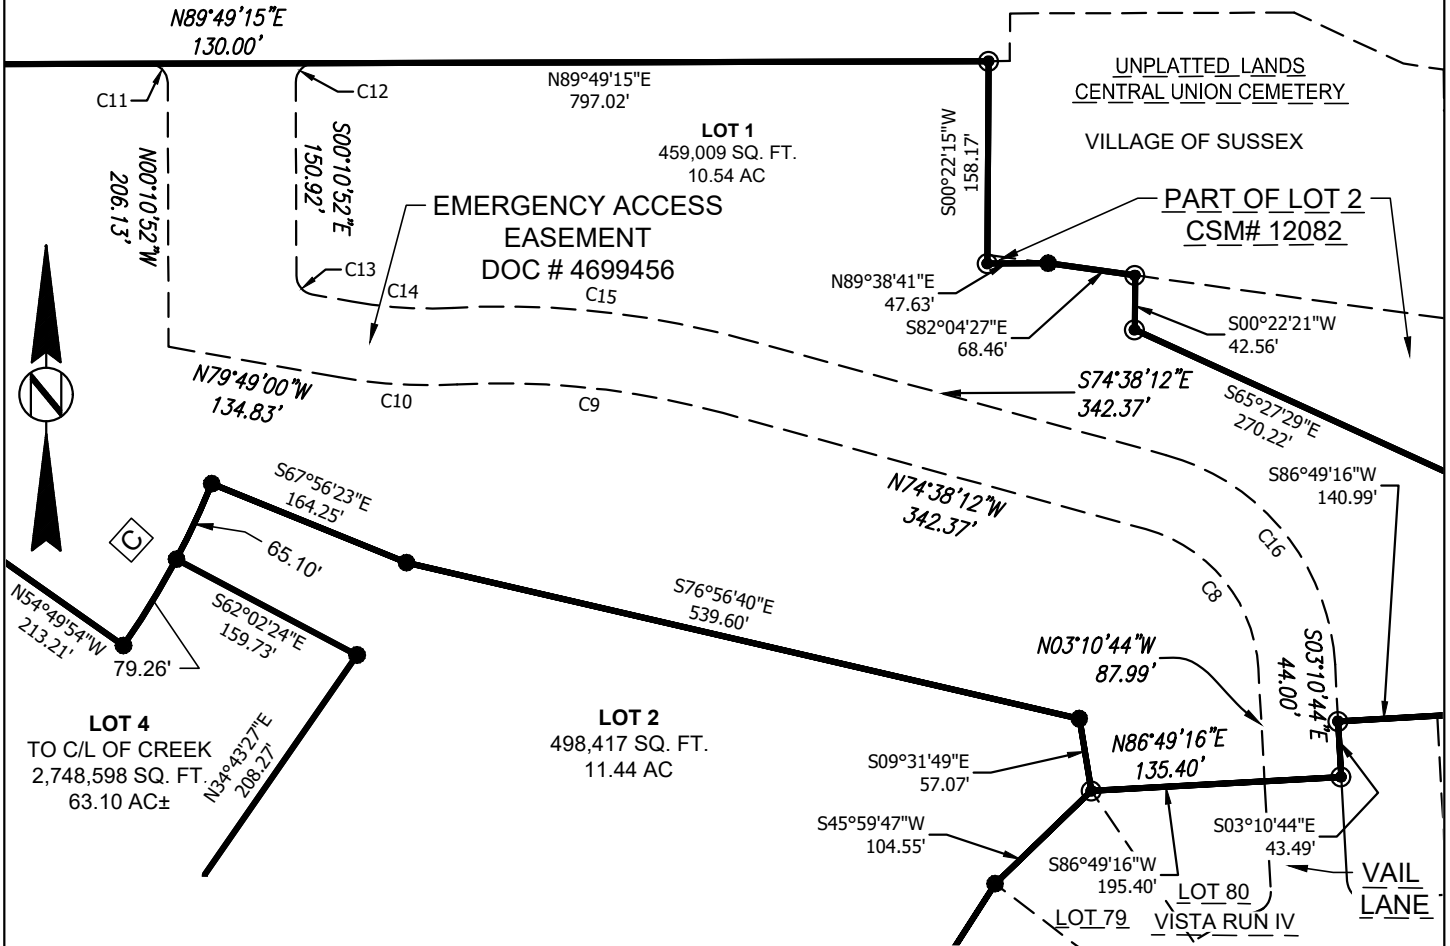 N89°49'15"E
130.00'
UNPLATTED LANDS
CENTRAL UNION CEMETERY
VILLAGE OF SUSSEX
C11
C12
N89°49'15"E
797.02'
LOT 1
459,009 SQ. FT.
10.54 AC
S00°22'15"W
158.17'
N00°10'52"W
206.13'
S00°10'52"E
150.92'
EMERGENCY ACCESS
EASEMENT
DOC # 4699456
PART OF LOT 2
CSM# 12082
C13
C14
C15
N89°38'41"E
47.63'
S82°04'27"E
68.46'
S00°22'21"W
42.56'
N
N79°49'00"W
134.83'
C10
C9
S74°38'12"E
342.37'
S65°27'29"E
270.22'
S86°49'16"W
140.99'
S67°56'23"E
164.25'
N74°38'12"W
342.37'
C16
C
65.10'
C8
N54°49'54"W
213.21'
S62°02'24"E
159.73'
79.26'
S76°56'40"E
539.60'
N03°10'44"W
87.99'
S03°10'44"E
44.00'
LOT 4
TO C/L OF CREEK
2,748,598 SQ. FT.
63.10 AC±
N34°43'27"E
208.27'
LOT 2
498,417 SQ. FT.
11.44 AC
S09°31'49"E
57.07'
N86°49'16"E
135.40'
S45°59'47"W
104.55'
S86°49'16"W
195.40'
S03°10'44"E
43.49'
VAIL
LANE
LOT 79
LOT 80
VISTA RUN IV